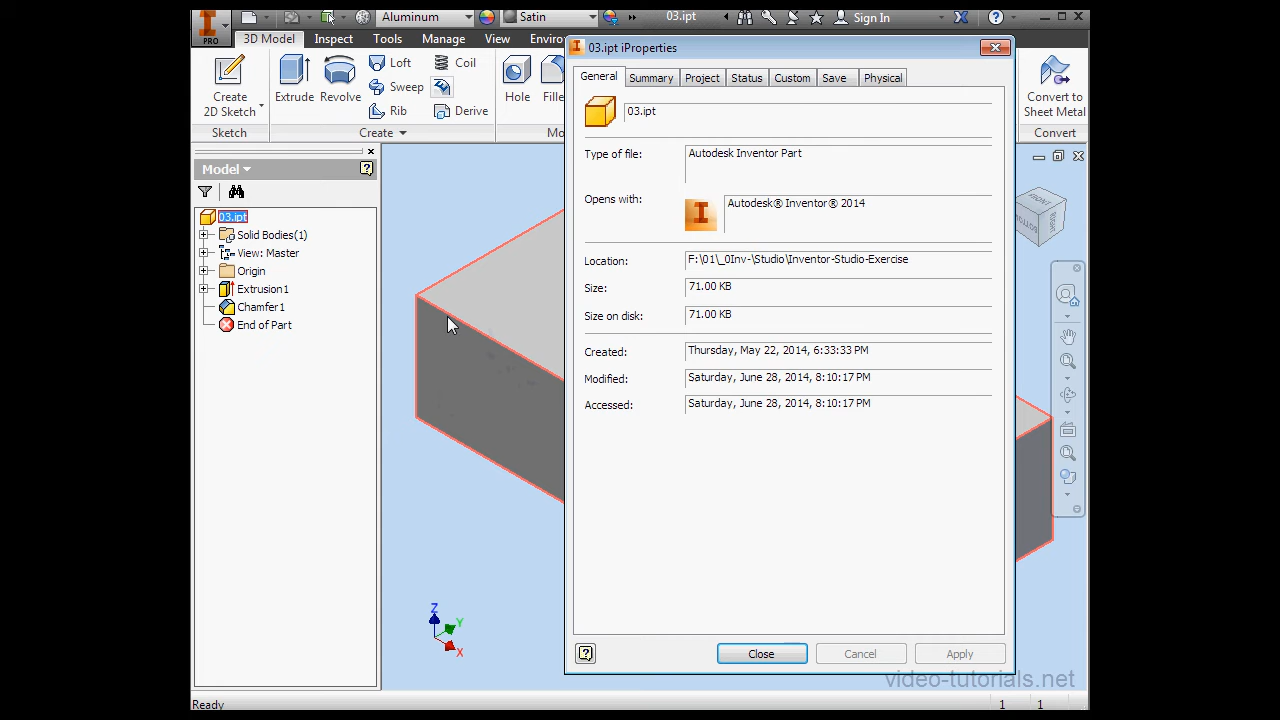 PRO
Aluminum
Satin
03.ipt
Sign In
3D Model
Inspect
Tools
Manage
View
Enviro
Create
2D Sketch
Extrude
Revolve
Loft
Sweep
Rib
Coil
Derive
Hole
Fille
Convert to
Sheet Metal
Sketch
Create
Mo
Convert
Model
03.ipt
Solid Bodies(1)
View: Master
Origin
Extrusion1
Chamfer1
End of Part
03.ipt iProperties
General
Summary
Project
Status
Custom
Save
Physical
03.ipt
Type of file:
Autodesk Inventor Part
Opens with:
Autodesk® Inventor® 2014
Location:
F:\01\_0Inv-\Studio\Inventor-Studio-Exercise
Size:
71.00 KB
Size on disk:
71.00 KB
Created:
Thursday, May 22, 2014, 6:33:33 PM
Modified:
Saturday, June 28, 2014, 8:10:17 PM
Accessed:
Saturday, June 28, 2014, 8:10:17 PM
Close
Cancel
Apply
FRONT
RIGHT
BOTTOM
Z
Y
X
video-tutorials.net
Ready
1
1